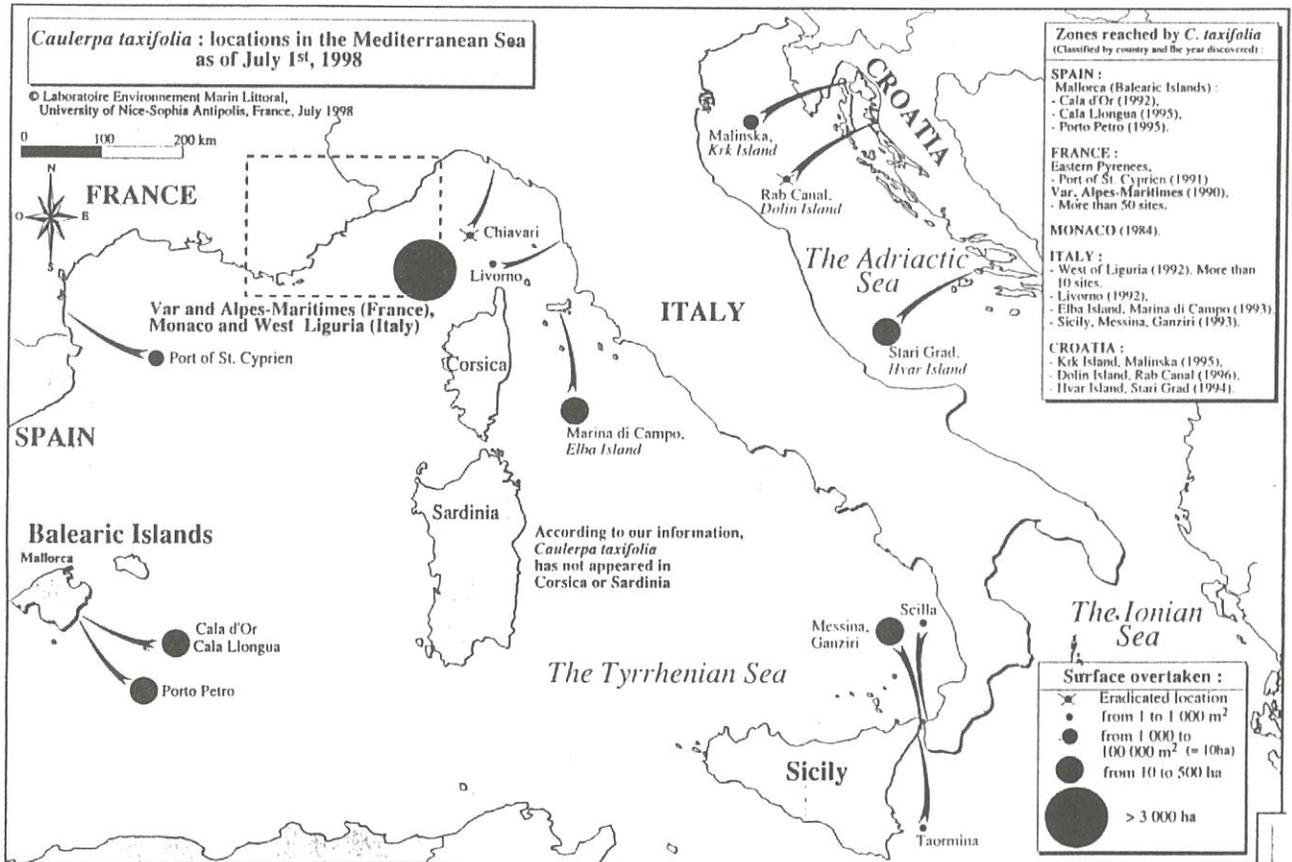 Caulerpa taxifolia : locations in the Mediterranean Sea
as of July 1st, 1998
© Laboratoire Environnement Marin Littoral,
University of Nice-Sophia Antipolis, France, July 1998
0 100 200 km
N
O E
S
FRANCE
Chiavari
Livorno
Var and Alpes-Maritimes (France),
Monaco and West Liguria (Italy)
Port of St. Cyprien
Corsica
SPAIN
Marina di Campo,
Elba Island
Sardinia
According to our information,
Caulerpa taxifolia
has not appeared in
Corsica or Sardinia
Balearic Islands
Mallorca
Cala d'Or
Cala Llongua
Porto Petro
CROATIA
Malinska,
Krk Island
Rab Canal,
Dolin Island
The Adriactic
Sea
ITALY
Stari Grad,
Hvar Island
The Tyrrhenian Sea
Scilla
Messina,
Ganziri
Sicily
Taormina
The Ionian
Sea
Zones reached by C. taxifolia
(Classified by country and the year discovered) :
SPAIN :
Mallorca (Balearic Islands) :
- Cala d'Or (1992),
- Cala Llongua (1995),
- Porto Petro (1995).
FRANCE :
Eastern Pyrenees,
- Port of St. Cyprien (1991)
Var, Alpes-Maritimes (1990),
- More than 50 sites.
MONACO (1984).
ITALY :
- West of Liguria (1992). More than
10 sites.
- Livorno (1992),
- Elba Island, Marina di Campo (1993)
- Sicily, Messina, Ganziri (1993).
CROATIA :
- Krk Island, Malinska (1995),
- Dolin Island, Rab Canal (1996),
- Hvar Island, Stari Grad (1994).
Surface overtaken :
Eradicated location
from 1 to 1 000 m²
from 1 000 to
100 000 m² (= 10ha)
from 10 to 500 ha
> 3 000 ha